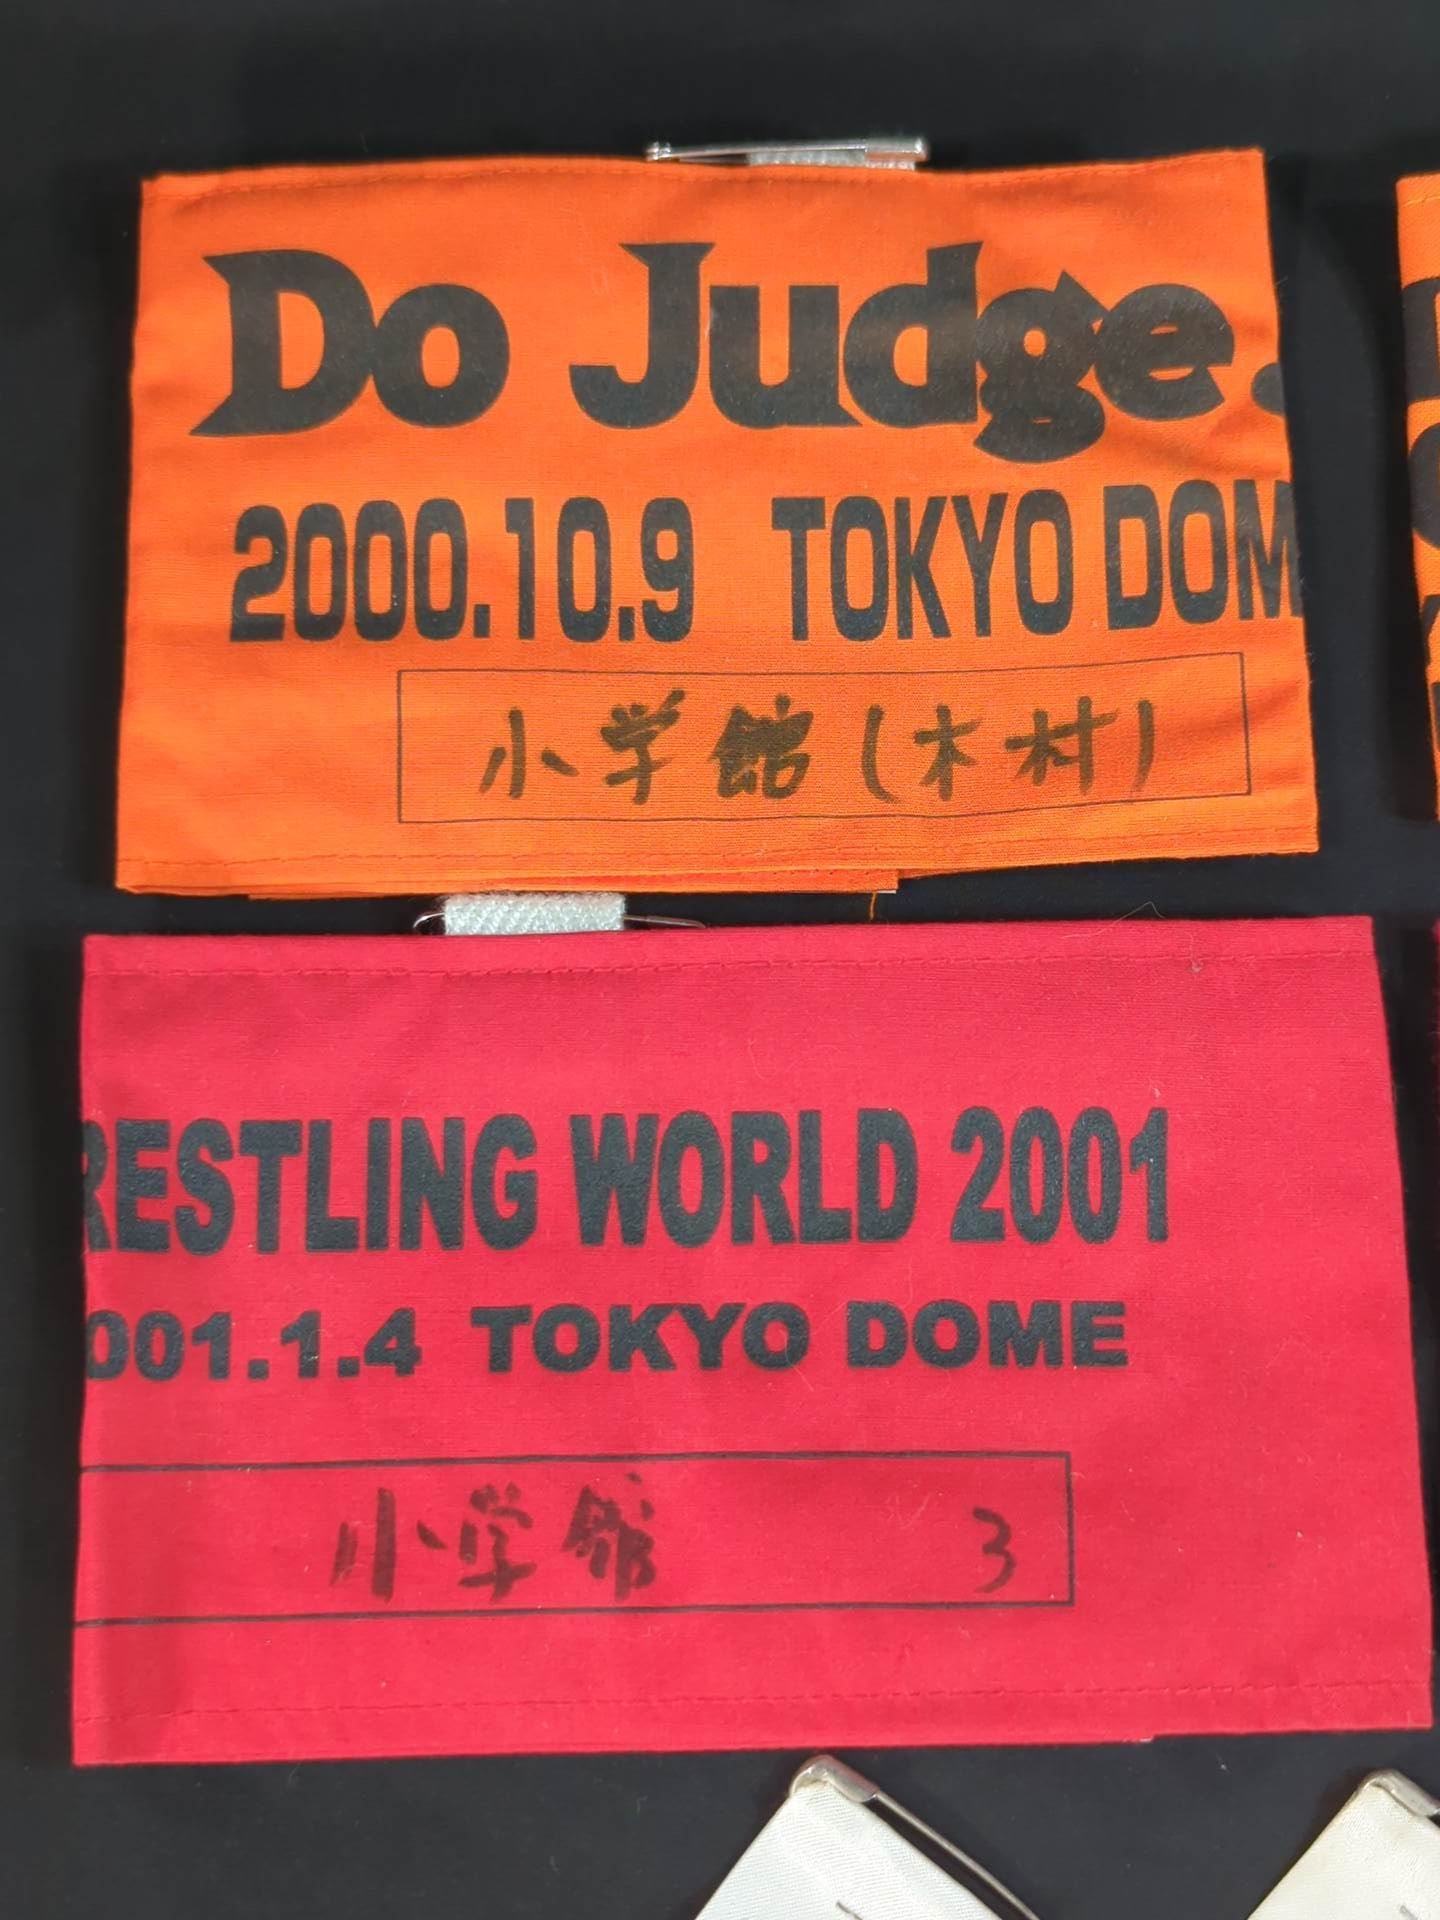 Do Judge.
2000.10.9 TOKYO DOM
小学館(木村)
RESTLING WORLD 2001
001.1.4 TOKYO DOME
小学館 3